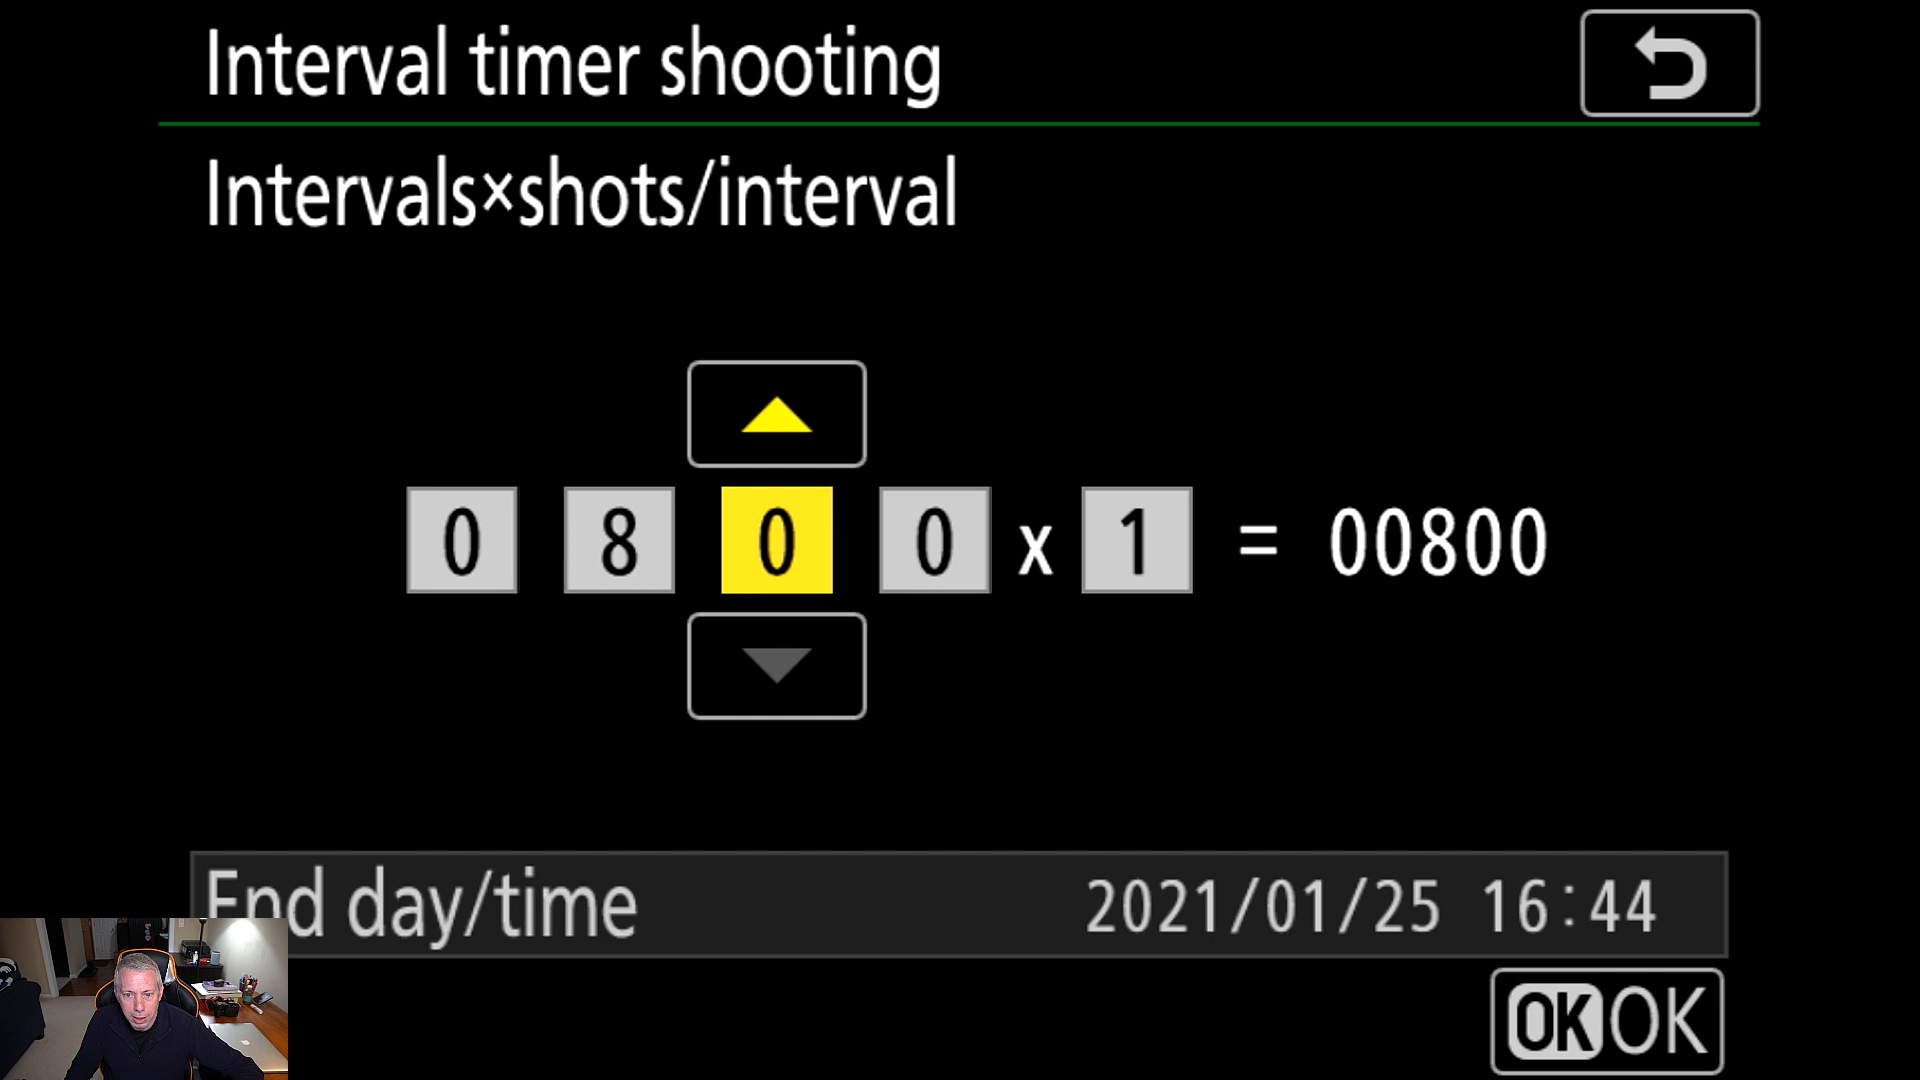 Interval timer shooting
Intervals×shots/interval
0 8 0 0 x 1 = 00800
End day/time 2021/01/25 16:44
OK OK